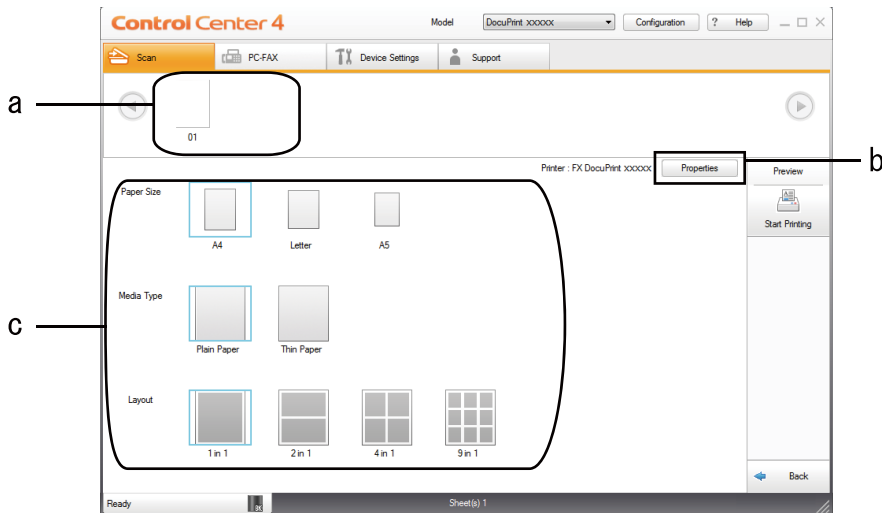 Control Center 4
Model
DocuPrint xxxxx
Configuration
? Help
Scan
PC-FAX
Device Settings
Support
a
01
b
Printer : FX DocuPrint xxxxx
Properties
Preview
Start Printing
Paper Size
A4
Letter
A5
c
Media Type
Plain Paper
Thin Paper
Layout
1 in 1
2 in 1
4 in 1
9 in 1
Back
Ready
BK
Sheet(s) 1